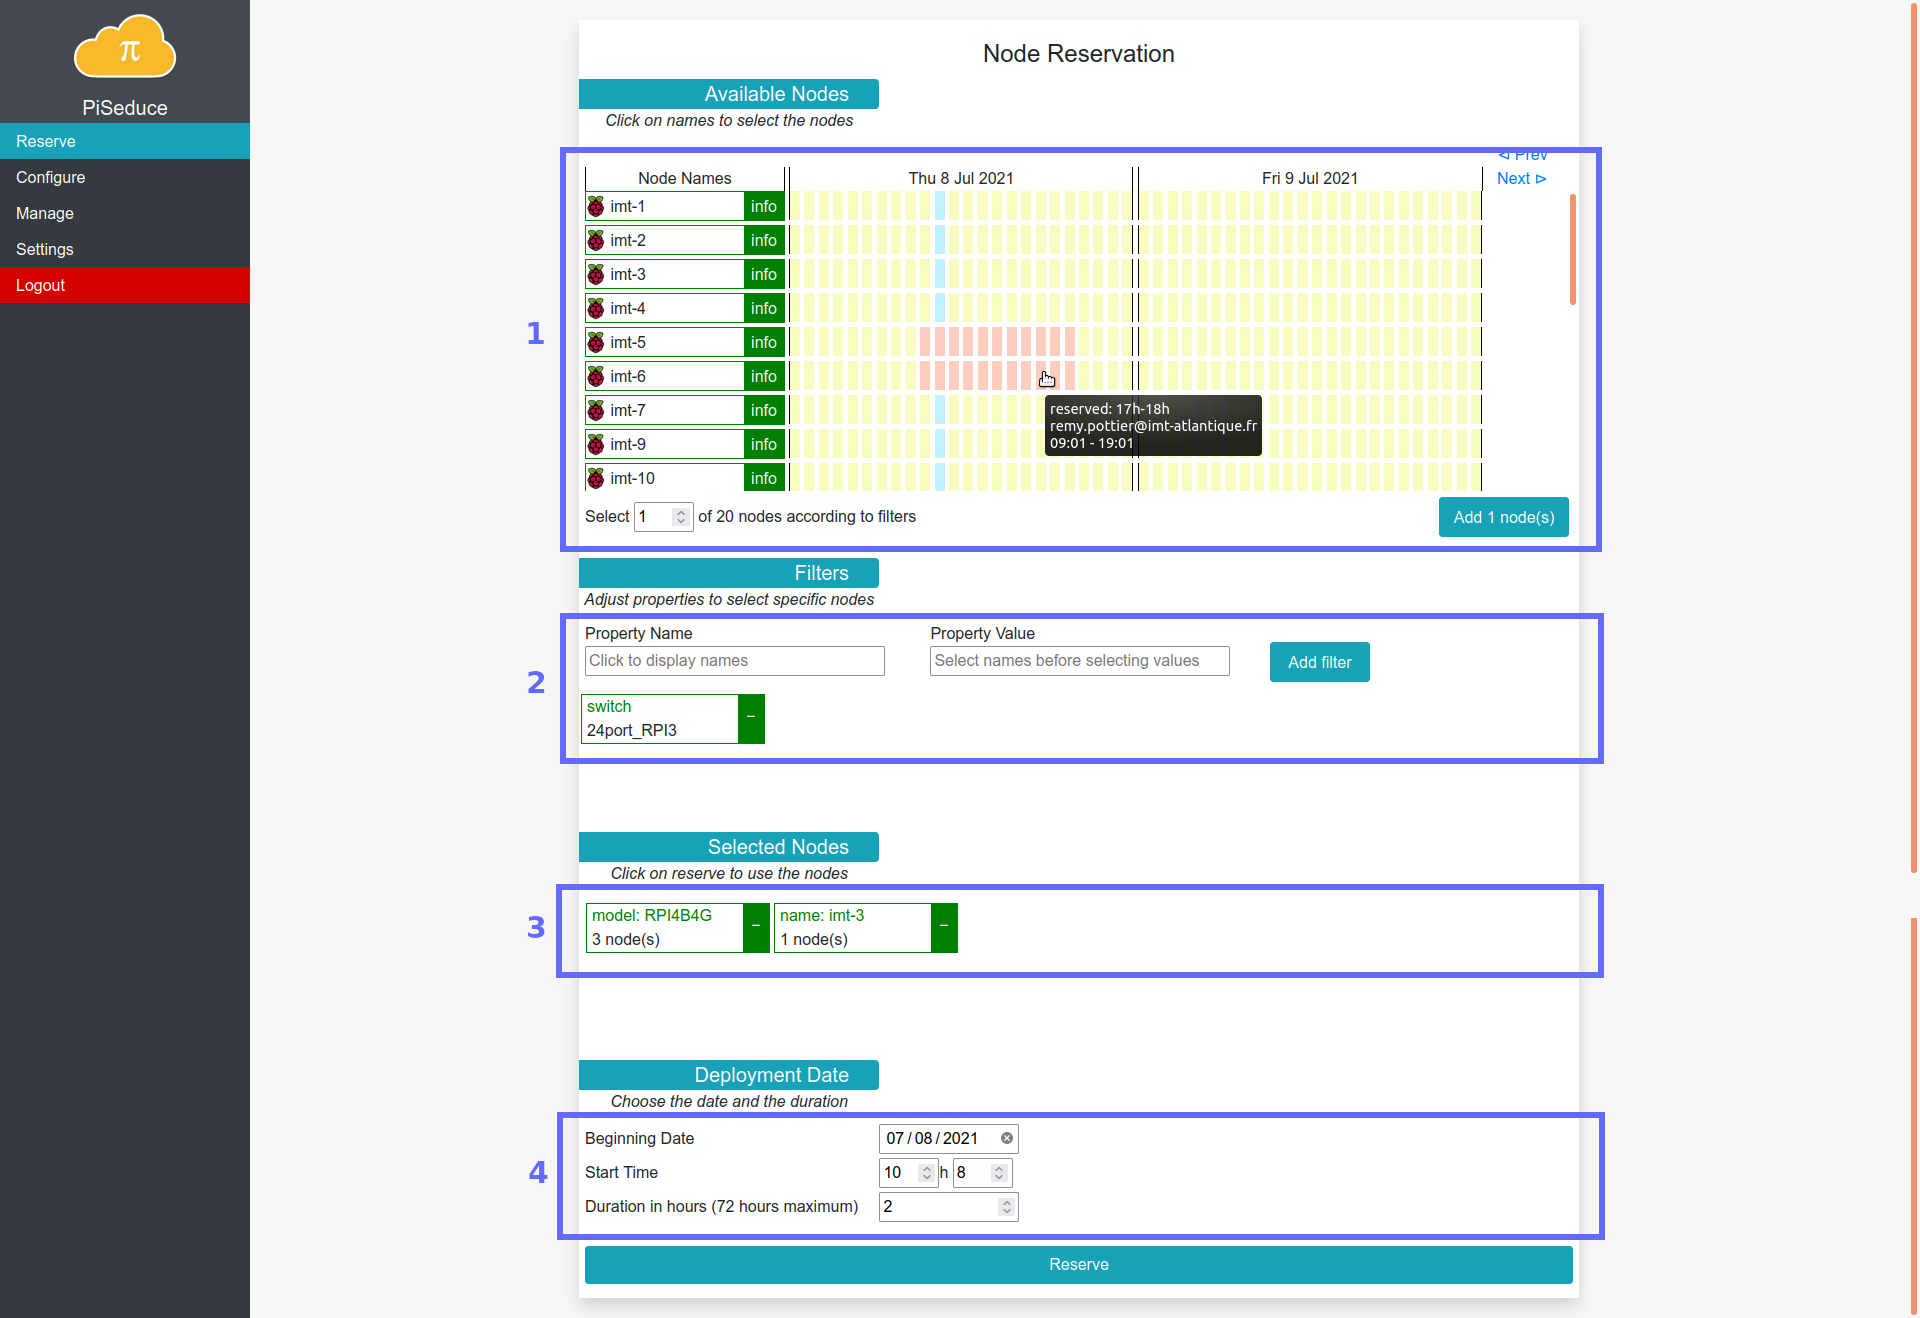 π
PiSeduce
Reserve
Configure
Manage
Settings
Logout
Node Reservation
Available Nodes
Click on names to select the nodes
⊲ Prev
Node Names Thu 8 Jul 2021 Fri 9 Jul 2021 Next ⊳
imt-1 info
imt-2 info
imt-3 info
imt-4 info
1
imt-5 info
imt-6 info
imt-7 info
reserved: 17h-18h
remy.pottier@imt-atlantique.fr
09:01 - 19:01
imt-9 info
imt-10 info
Select 1 of 20 nodes according to filters Add 1 node(s)
Filters
Adjust properties to select specific nodes
Property Name Property Value
Click to display names Select names before selecting values Add filter
2
switch
24port_RPI3
−
Selected Nodes
Click on reserve to use the nodes
3
model: RPI4B4G
3 node(s)
−
name: imt-3
1 node(s)
−
Deployment Date
Choose the date and the duration
4
Beginning Date 07/08/2021
Start Time 10 h 8
Duration in hours (72 hours maximum) 2
Reserve